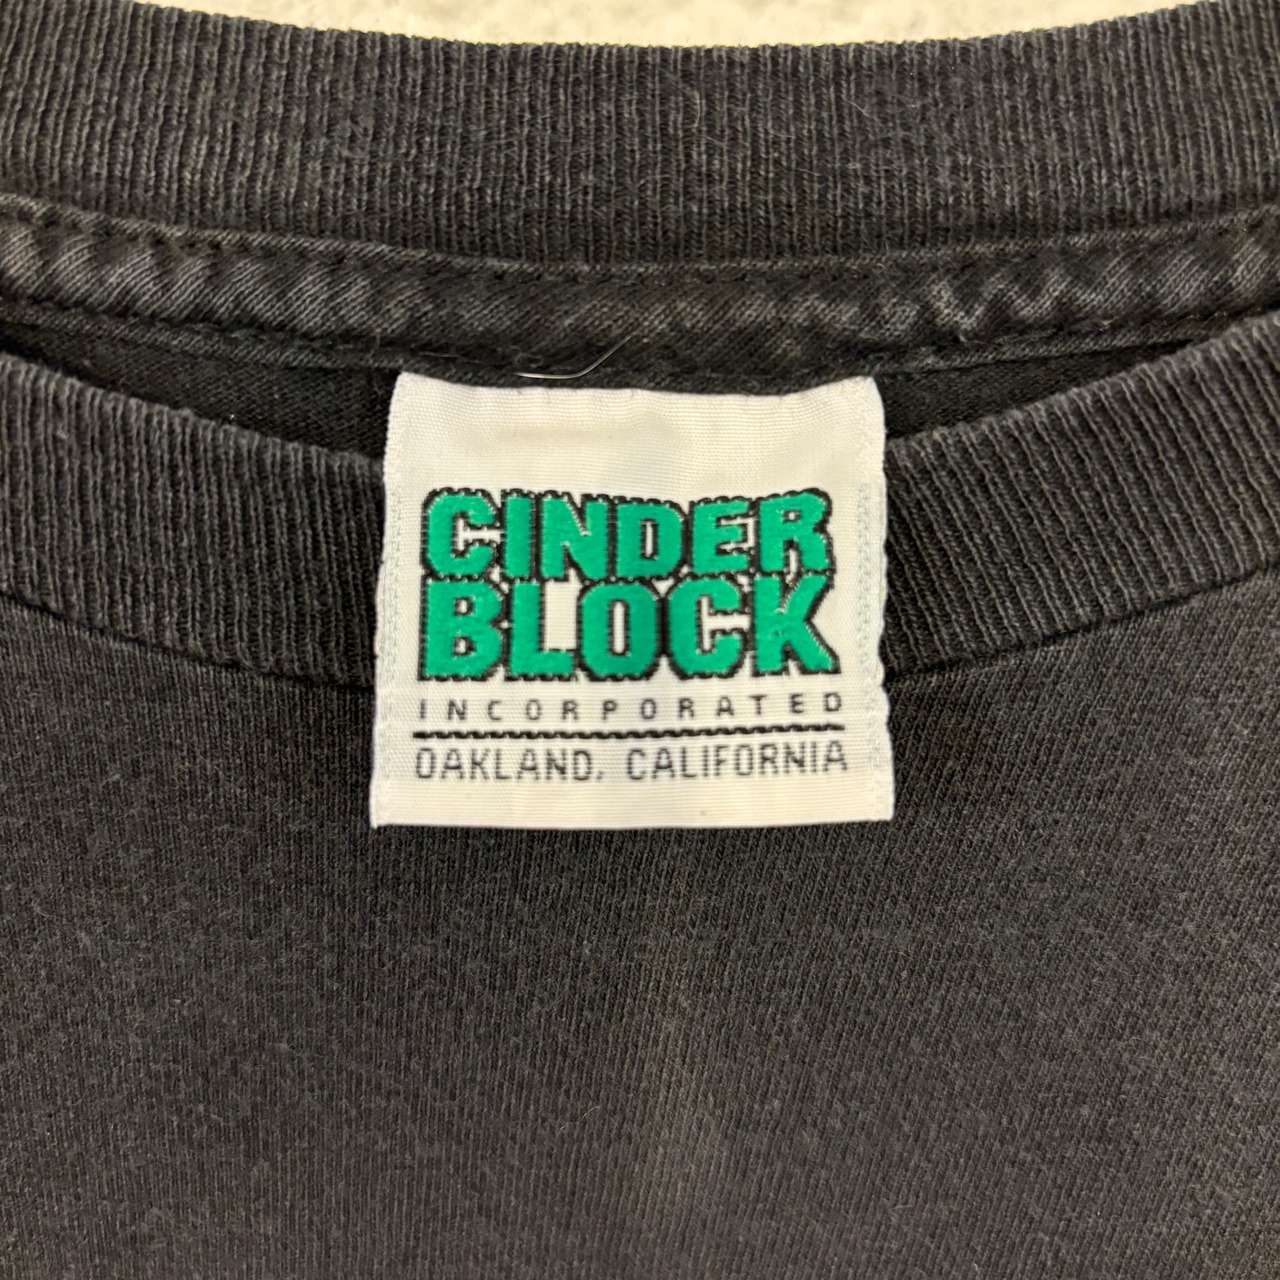 CINDER
BLOCK
INCORPORATED
OAKLAND, CALIFORNIA